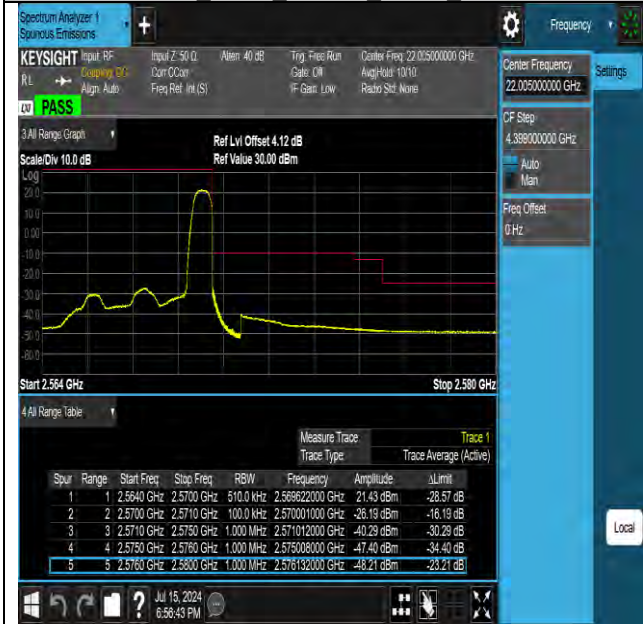 Spectrum Analyzer 1
Spurious Emissions
+
Frequency
KEYSIGHT
RL
Input: RF
Coupling: DC
Align: Auto
Input Z: 50 Ω
Corr CCorr
Freq Ref: Int (S)
Atten: 40 dB
Trig: Free Run
Gate: Off
IF Gain: Low
Center Freq: 22.005000000 GHz
Avg|Hold: 10/10
Radio Std: None
PASS
3 All Range Graph
Scale/Div 10.0 dB
Ref Lvl Offset 4.12 dB
Ref Value 30.00 dBm
Log
20.0
10.0
0.00
-10.0
-20.0
-30.0
-40.0
-50.0
-60.0
Start 2.564 GHz
Stop 2.580 GHz
4 All Range Table
Measure Trace Trace 1
Trace Type Trace Average (Active)
Spur Range Start Freq Stop Freq RBW Frequency Amplitude ΔLimit
1 1 2.5640 GHz 2.5700 GHz 510.0 kHz 2.569622000 GHz 21.43 dBm -28.57 dB
2 2 2.5700 GHz 2.5710 GHz 100.0 kHz 2.570001000 GHz -26.19 dBm -16.19 dB
3 3 2.5710 GHz 2.5750 GHz 1.000 MHz 2.571012000 GHz -40.29 dBm -30.29 dB
4 4 2.5750 GHz 2.5760 GHz 1.000 MHz 2.575008000 GHz -47.40 dBm -34.40 dB
5 5 2.5760 GHz 2.5800 GHz 1.000 MHz 2.576132000 GHz -48.21 dBm -23.21 dB
Jul 15, 2024
6:56:43 PM
Center Frequency
22.005000000 GHz
Settings
CF Step
4.399000000 GHz
Auto
Man
Freq Offset
0 Hz
Local